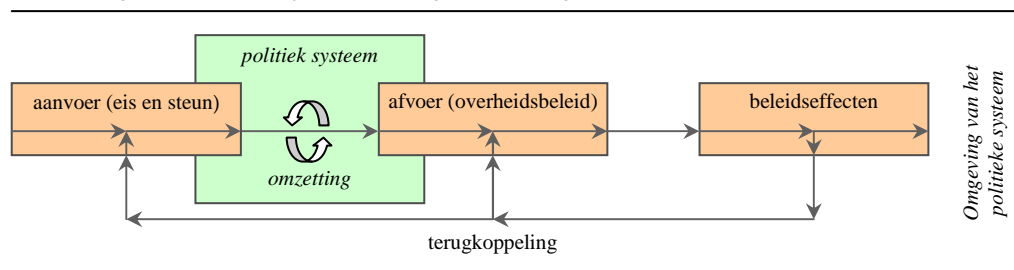 politiek systeem
aanvoer (eis en steun)
afvoer (overheidsbeleid)
beleidseffecten
omzetting
terugkoppeling
Omgeving van het
politieke systeem